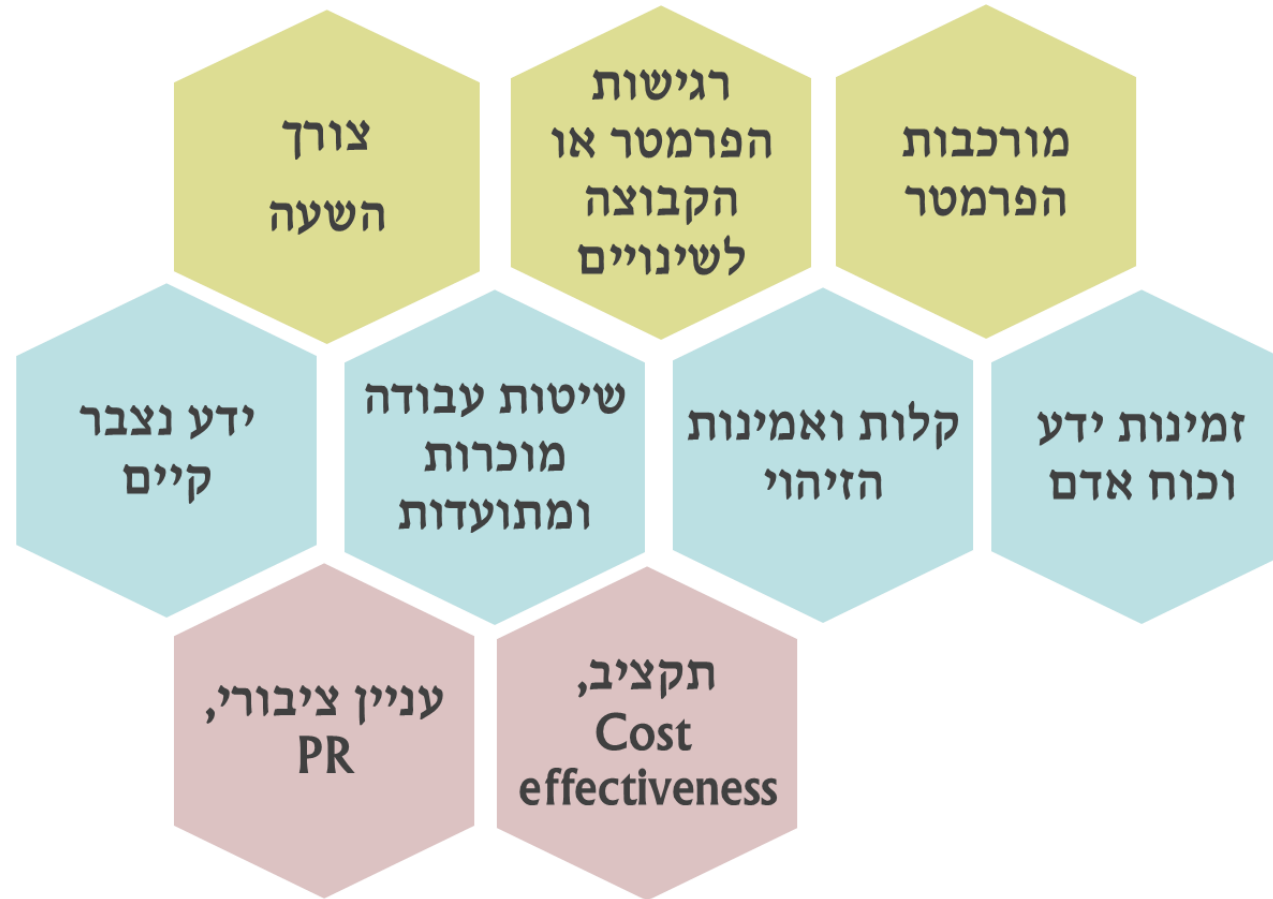 מורכבות
הפרמטר
רגישות
הפרמטר או
הקבוצה
לשינויים
צורך
השעה
זמינות ידע
וכוח אדם
קלות ואמינות
הזיהוי
שיטות עבודה
מוכרות
ומתועדות
ידע נצבר
קיים
תקציב,
Cost
effectiveness
עניין ציבורי,
PR